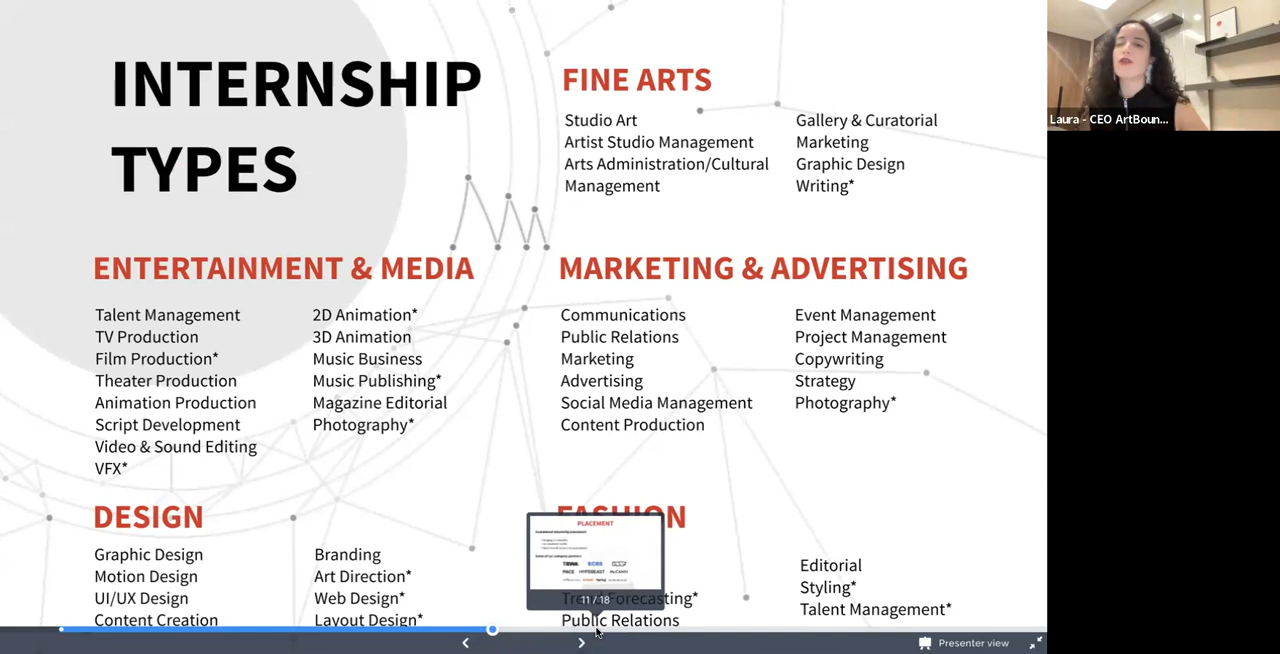 INTERNSHIP
TYPES
FINE ARTS
Studio Art
Artist Studio Management
Arts Administration/Cultural
Management
Gallery & Curatorial
Marketing
Graphic Design
Writing*
ENTERTAINMENT & MEDIA
Talent Management
TV Production
Film Production*
Theater Production
Animation Production
Script Development
Video & Sound Editing
VFX*
2D Animation*
3D Animation
Music Business
Music Publishing*
Magazine Editorial
Photography*
MARKETING & ADVERTISING
Communications
Public Relations
Marketing
Advertising
Social Media Management
Content Production
Event Management
Project Management
Copywriting
Strategy
Photography*
DESIGN
Graphic Design
Motion Design
UI/UX Design
Content Creation
Branding
Art Direction*
Web Design*
Layout Design*
FASHION
Trend Forecasting*
Public Relations
Editorial
Styling*
Talent Management*
PLACEMENT
11 / 18
Presenter view
Laura - CEO ArtBoun...